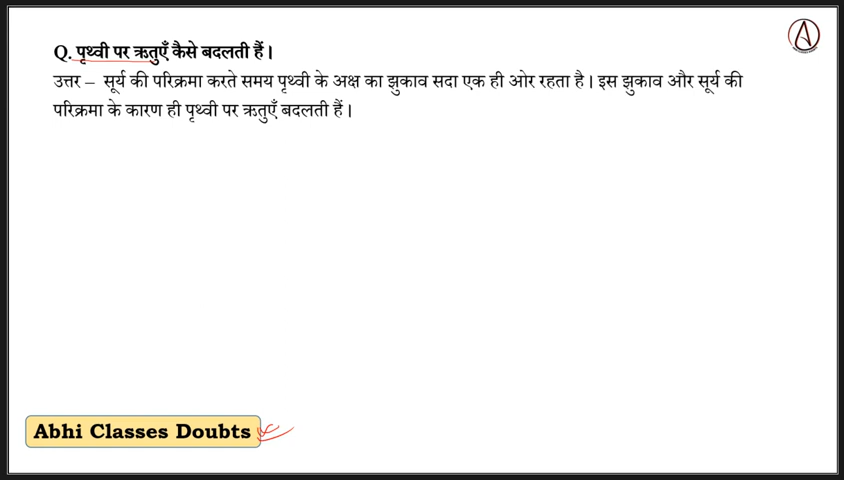 Q. पृथ्वी पर ऋतुएँ कैसे बदलती हैं।
उत्तर – सूर्य की परिक्रमा करते समय पृथ्वी के अक्ष का झुकाव सदा एक ही ओर रहता है। इस झुकाव और सूर्य की
परिक्रमा के कारण ही पृथ्वी पर ऋतुएँ बदलती हैं।
Abhi Classes Doubts